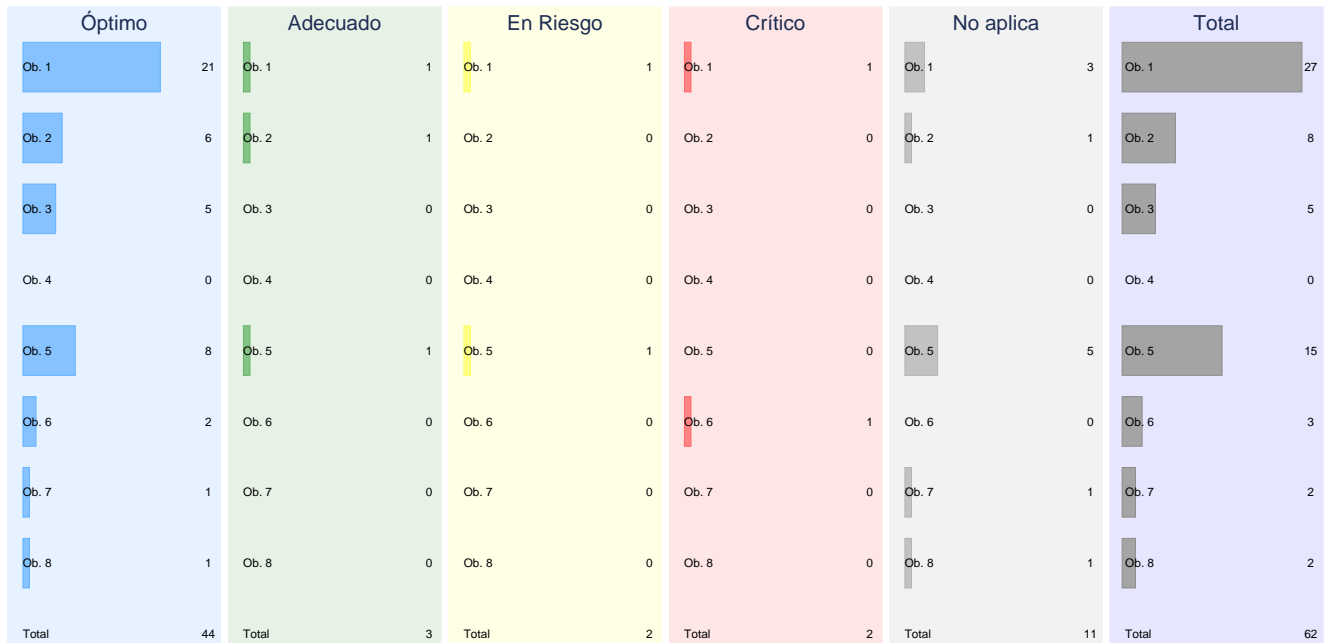 Óptimo Adecuado En Riesgo Crítico No aplica Total
Ob. 1 21 Ob. 1 1 Ob. 1 1 Ob. 1 1 Ob. 1 3 Ob. 1 27
Ob. 2 6 Ob. 2 1 Ob. 2 0 Ob. 2 0 Ob. 2 1 Ob. 2 8
Ob. 3 5 Ob. 3 0 Ob. 3 0 Ob. 3 0 Ob. 3 0 Ob. 3 5
Ob. 4 0 Ob. 4 0 Ob. 4 0 Ob. 4 0 Ob. 4 0 Ob. 4 0
Ob. 5 8 Ob. 5 1 Ob. 5 1 Ob. 5 0 Ob. 5 5 Ob. 5 15
Ob. 6 2 Ob. 6 0 Ob. 6 0 Ob. 6 1 Ob. 6 0 Ob. 6 3
Ob. 7 1 Ob. 7 0 Ob. 7 0 Ob. 7 0 Ob. 7 1 Ob. 7 2
Ob. 8 1 Ob. 8 0 Ob. 8 0 Ob. 8 0 Ob. 8 1 Ob. 8 2
Total 44 Total 3 Total 2 Total 2 Total 11 Total 62